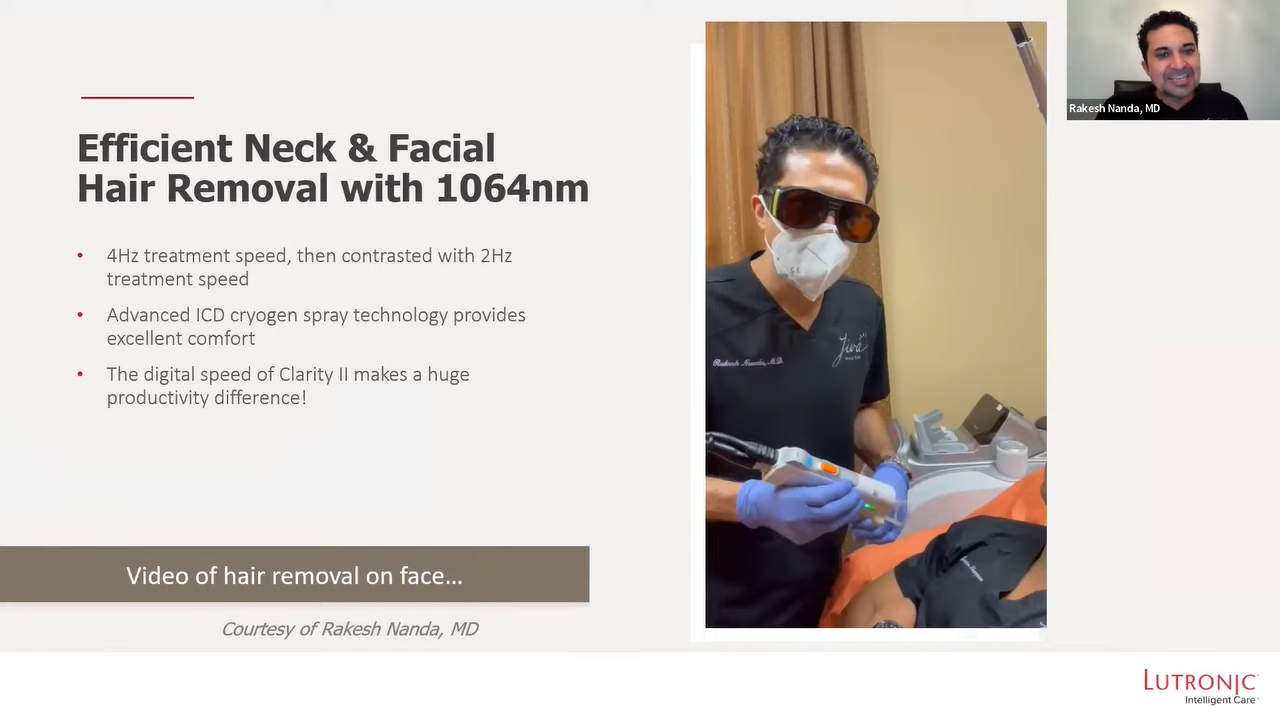 Efficient Neck & Facial
Hair Removal with 1064nm
• 4Hz treatment speed, then contrasted with 2Hz
treatment speed
• Advanced ICD cryogen spray technology provides
excellent comfort
• The digital speed of Clarity II makes a huge
productivity difference!
Video of hair removal on face...
Courtesy of Rakesh Nanda, MD
Rakesh Nanda, M.D.
Jiva
Rakesh Nanda, MD
LUTRONIC
Intelligent Care™